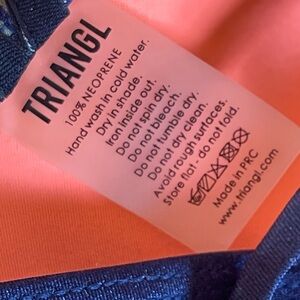 TRIANGL
100% NEOPRENE
Hand wash in cold water.
Dry in shade.
Iron inside out.
Do not spin dry.
Do not bleach.
Do not tumble dry.
Do not dry clean.
Avoid rough surfaces.
Store flat - do not fold.
Made in PRC
www.triangl.com